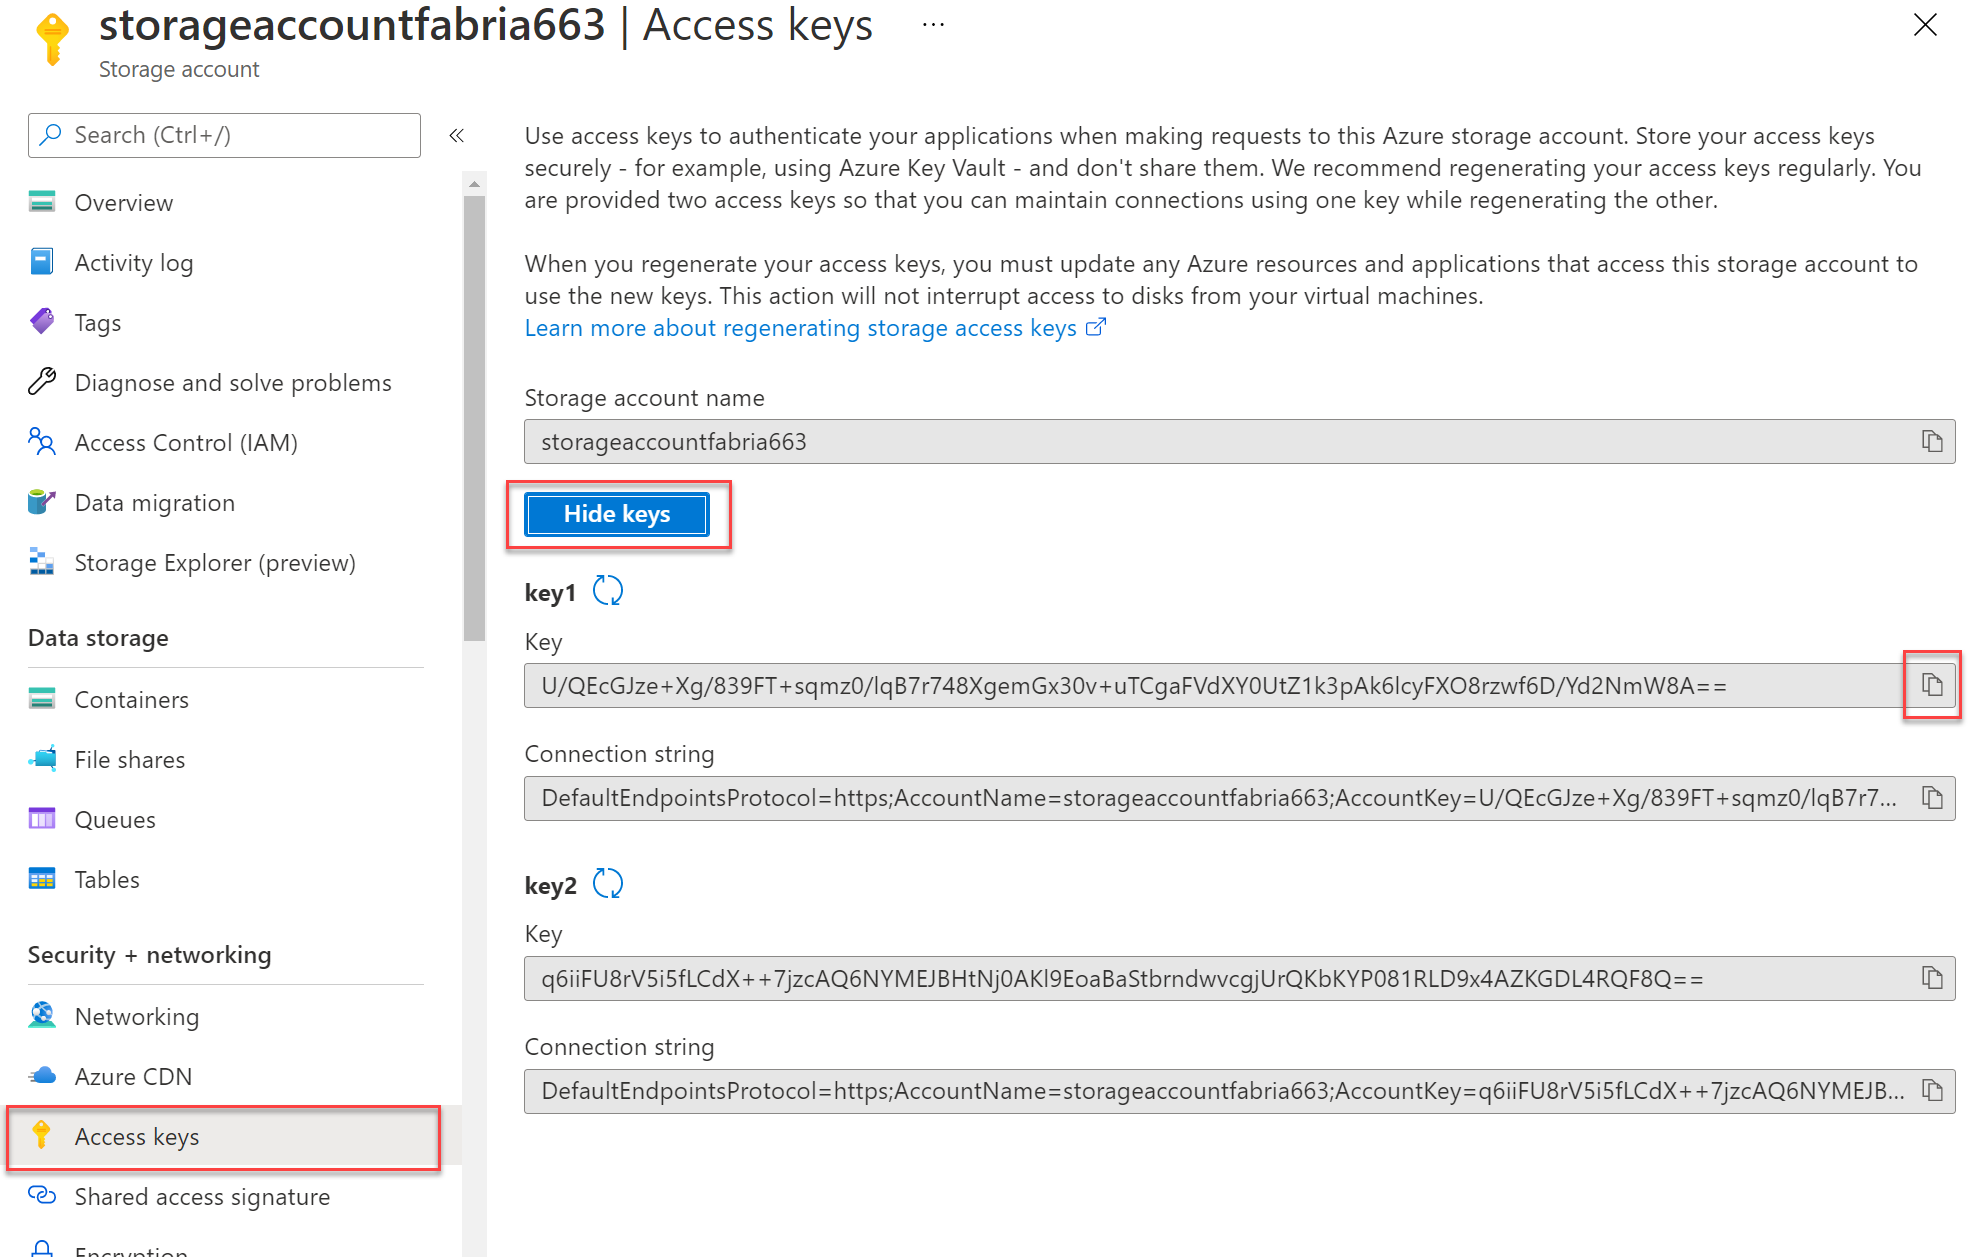 storageaccountfabria663 | Access keys ...
Storage account
Search (Ctrl+/)
«
Overview
Activity log
Tags
Diagnose and solve problems
Access Control (IAM)
Data migration
Storage Explorer (preview)
Data storage
Containers
File shares
Queues
Tables
Security + networking
Networking
Azure CDN
Access keys
Shared access signature
Encryption
Use access keys to authenticate your applications when making requests to this Azure storage account. Store your access keys
securely - for example, using Azure Key Vault - and don't share them. We recommend regenerating your access keys regularly. You
are provided two access keys so that you can maintain connections using one key while regenerating the other.
When you regenerate your access keys, you must update any Azure resources and applications that access this storage account to
use the new keys. This action will not interrupt access to disks from your virtual machines.
Learn more about regenerating storage access keys
Storage account name
storageaccountfabria663
Hide keys
key1
Key
U/QEcGJze+Xg/839FT+sqmz0/lqB7r748XgemGx30v+uTCgaFVdXY0UtZ1k3pAk6lcyFXO8rzwf6D/Yd2NmW8A==
Connection string
DefaultEndpointsProtocol=https;AccountName=storageaccountfabria663;AccountKey=U/QEcGJze+Xg/839FT+sqmz0/lqB7r7...
key2
Key
q6iiFU8rV5i5fLCdX++7jzcAQ6NYMEJBHtNj0AKl9EoaBaStbrndwvcgjUrQKbKYP081RLD9x4AZKGDL4RQF8Q==
Connection string
DefaultEndpointsProtocol=https;AccountName=storageaccountfabria663;AccountKey=q6iiFU8rV5i5fLCdX++7jzcAQ6NYMEJB...